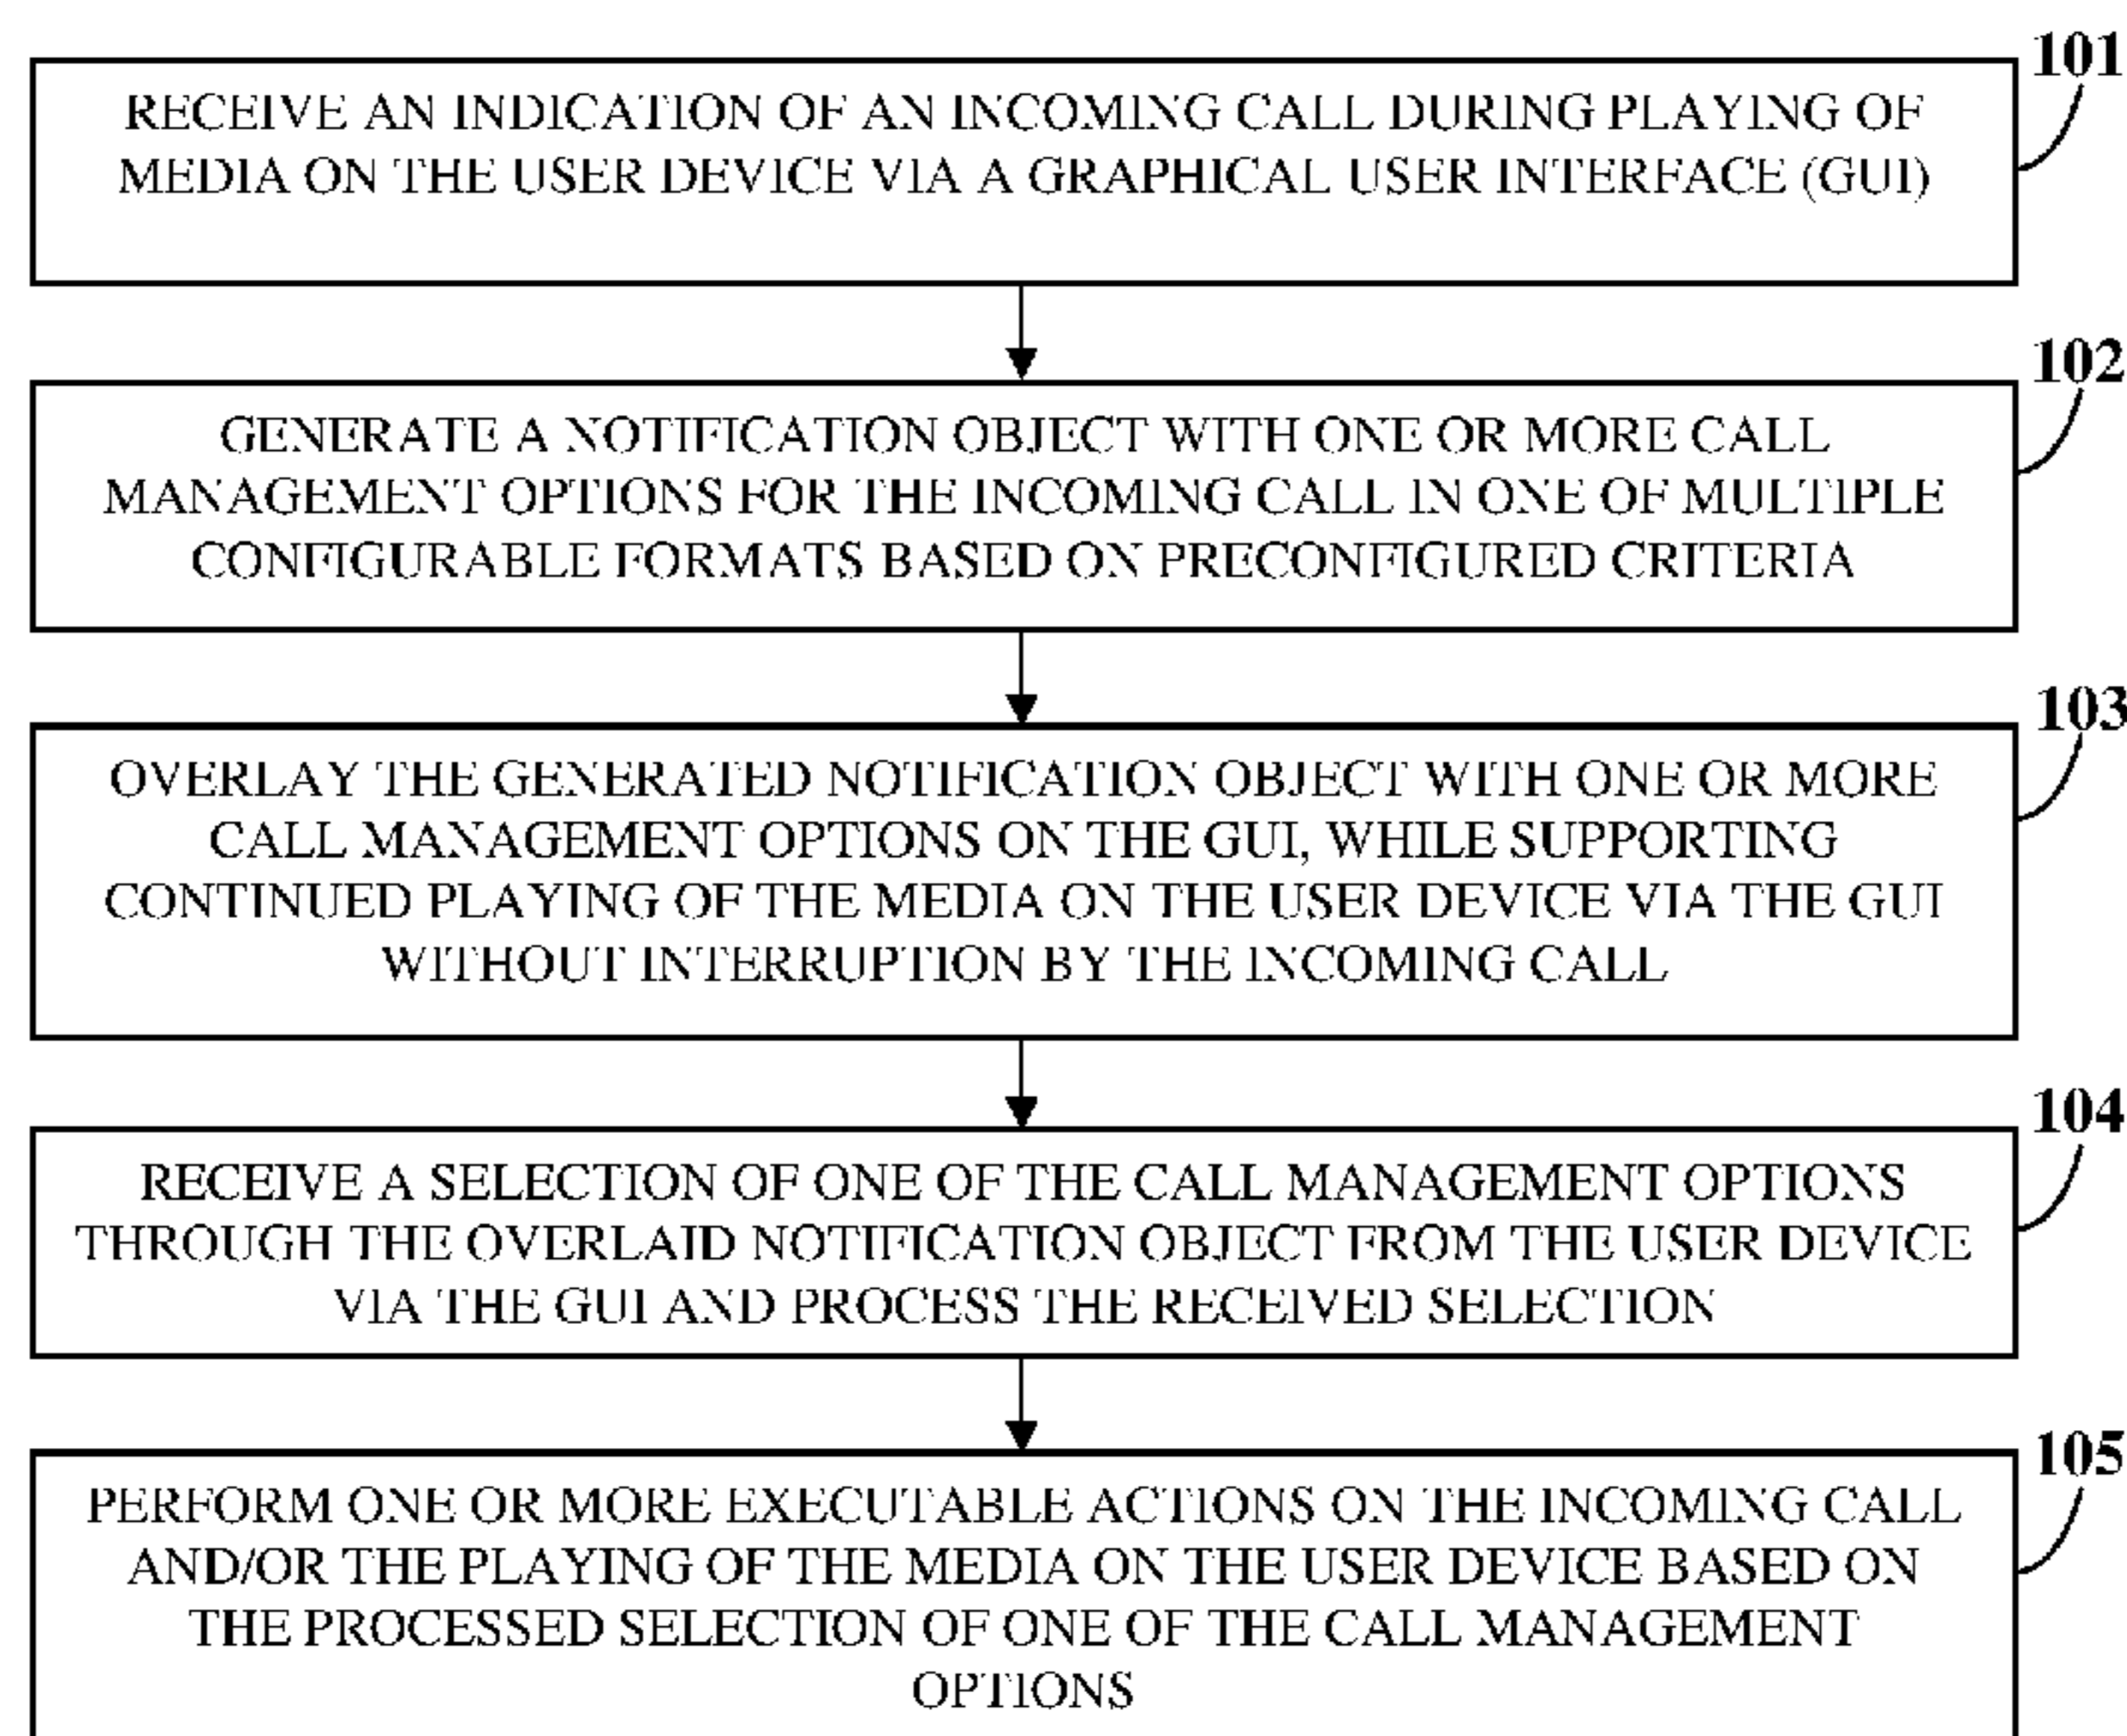 101
RECEIVE AN INDICATION OF AN INCOMING CALL DURING PLAYING OF
MEDIA ON THE USER DEVICE VIA A GRAPHICAL USER INTERFACE (GUI)
102
GENERATE A NOTIFICATION OBJECT WITH ONE OR MORE CALL
MANAGEMENT OPTIONS FOR THE INCOMING CALL IN ONE OF MULTIPLE
CONFIGURABLE FORMATS BASED ON PRECONFIGURED CRITERIA
103
OVERLAY THE GENERATED NOTIFICATION OBJECT WITH ONE OR MORE
CALL MANAGEMENT OPTIONS ON THE GUI, WHILE SUPPORTING
CONTINUED PLAYING OF THE MEDIA ON THE USER DEVICE VIA THE GUI
WITHOUT INTERRUPTION BY THE INCOMING CALL
104
RECEIVE A SELECTION OF ONE OF THE CALL MANAGEMENT OPTIONS
THROUGH THE OVERLAID NOTIFICATION OBJECT FROM THE USER DEVICE
VIA THE GUI AND PROCESS THE RECEIVED SELECTION
105
PERFORM ONE OR MORE EXECUTABLE ACTIONS ON THE INCOMING CALL
AND/OR THE PLAYING OF THE MEDIA ON THE USER DEVICE BASED ON
THE PROCESSED SELECTION OF ONE OF THE CALL MANAGEMENT
OPTIONS